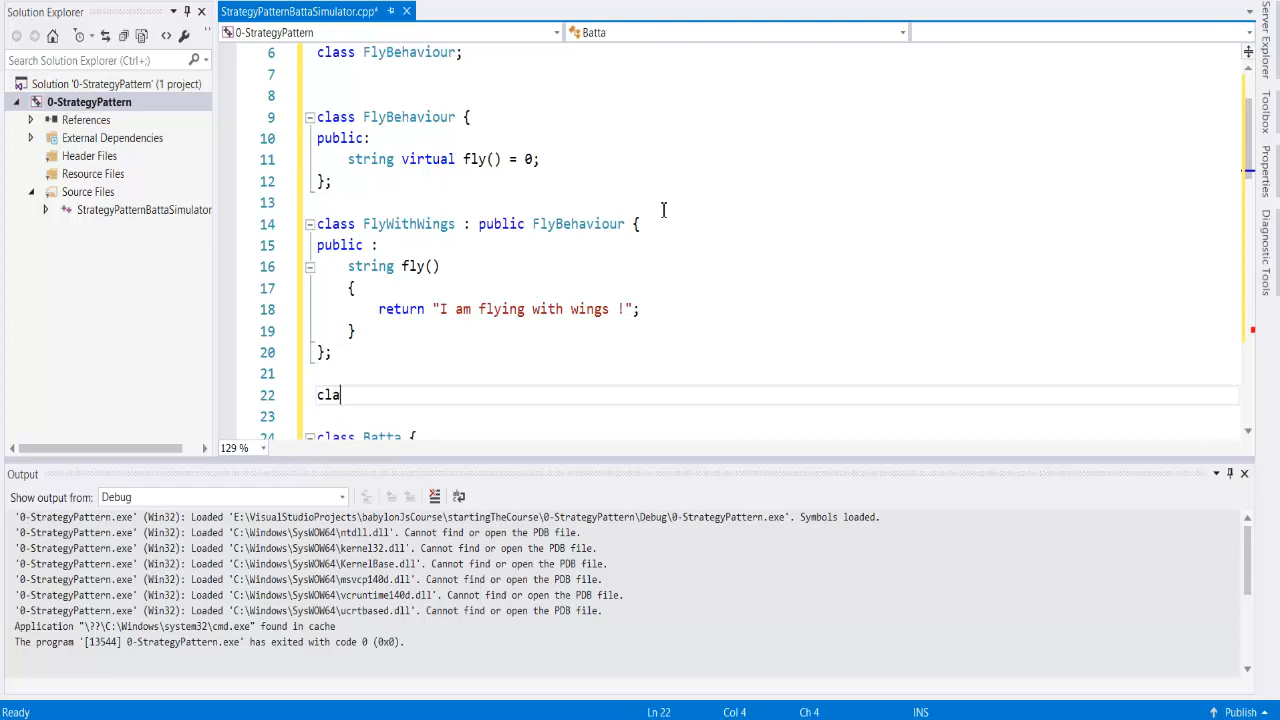 Solution Explorer
StrategyPatternBattaSimulator.cpp*
Search Solution Explorer (Ctrl+;)
Solution '0-StrategyPattern' (1 project)
0-StrategyPattern
References
External Dependencies
Header Files
Resource Files
Source Files
StrategyPatternBattaSimulator
0-StrategyPattern
Batta
6 class FlyBehaviour;
7
8
9 class FlyBehaviour {
10 public:
11 string virtual fly() = 0;
12 };
13
14 class FlyWithWings : public FlyBehaviour {
15 public :
16 string fly()
17 {
18 return "I am flying with wings !";
19 }
20 };
21
22 cla
23
24 class Batta {
129 %
Server Explorer
Toolbox
Properties
Diagnostic Tools
Output
Show output from: Debug
'0-StrategyPattern.exe' (Win32): Loaded 'E:\VisualStudioProjects\babylonJsCourse\startingTheCourse\0-StrategyPattern\Debug\0-StrategyPattern.exe'. Symbols loaded.
'0-StrategyPattern.exe' (Win32): Loaded 'C:\Windows\SysWOW64\ntdll.dll'. Cannot find or open the PDB file.
'0-StrategyPattern.exe' (Win32): Loaded 'C:\Windows\SysWOW64\kernel32.dll'. Cannot find or open the PDB file.
'0-StrategyPattern.exe' (Win32): Loaded 'C:\Windows\SysWOW64\KernelBase.dll'. Cannot find or open the PDB file.
'0-StrategyPattern.exe' (Win32): Loaded 'C:\Windows\SysWOW64\msvcp140d.dll'. Cannot find or open the PDB file.
'0-StrategyPattern.exe' (Win32): Loaded 'C:\Windows\SysWOW64\vcruntime140d.dll'. Cannot find or open the PDB file.
'0-StrategyPattern.exe' (Win32): Loaded 'C:\Windows\SysWOW64\ucrtbased.dll'. Cannot find or open the PDB file.
Application "\??\C:\Windows\system32\cmd.exe" found in cache
The program '[13544] 0-StrategyPattern.exe' has exited with code 0 (0x0).
Ready
Ln 22
Col 4
Ch 4
INS
Publish